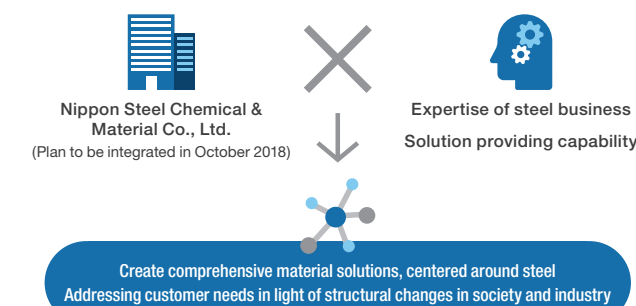 Nippon Steel Chemical &
Material Co., Ltd.
(Plan to be integrated in October 2018)
Expertise of steel business
Solution providing capability
Create comprehensive material solutions, centered around steel
Addressing customer needs in light of structural changes in society and industry